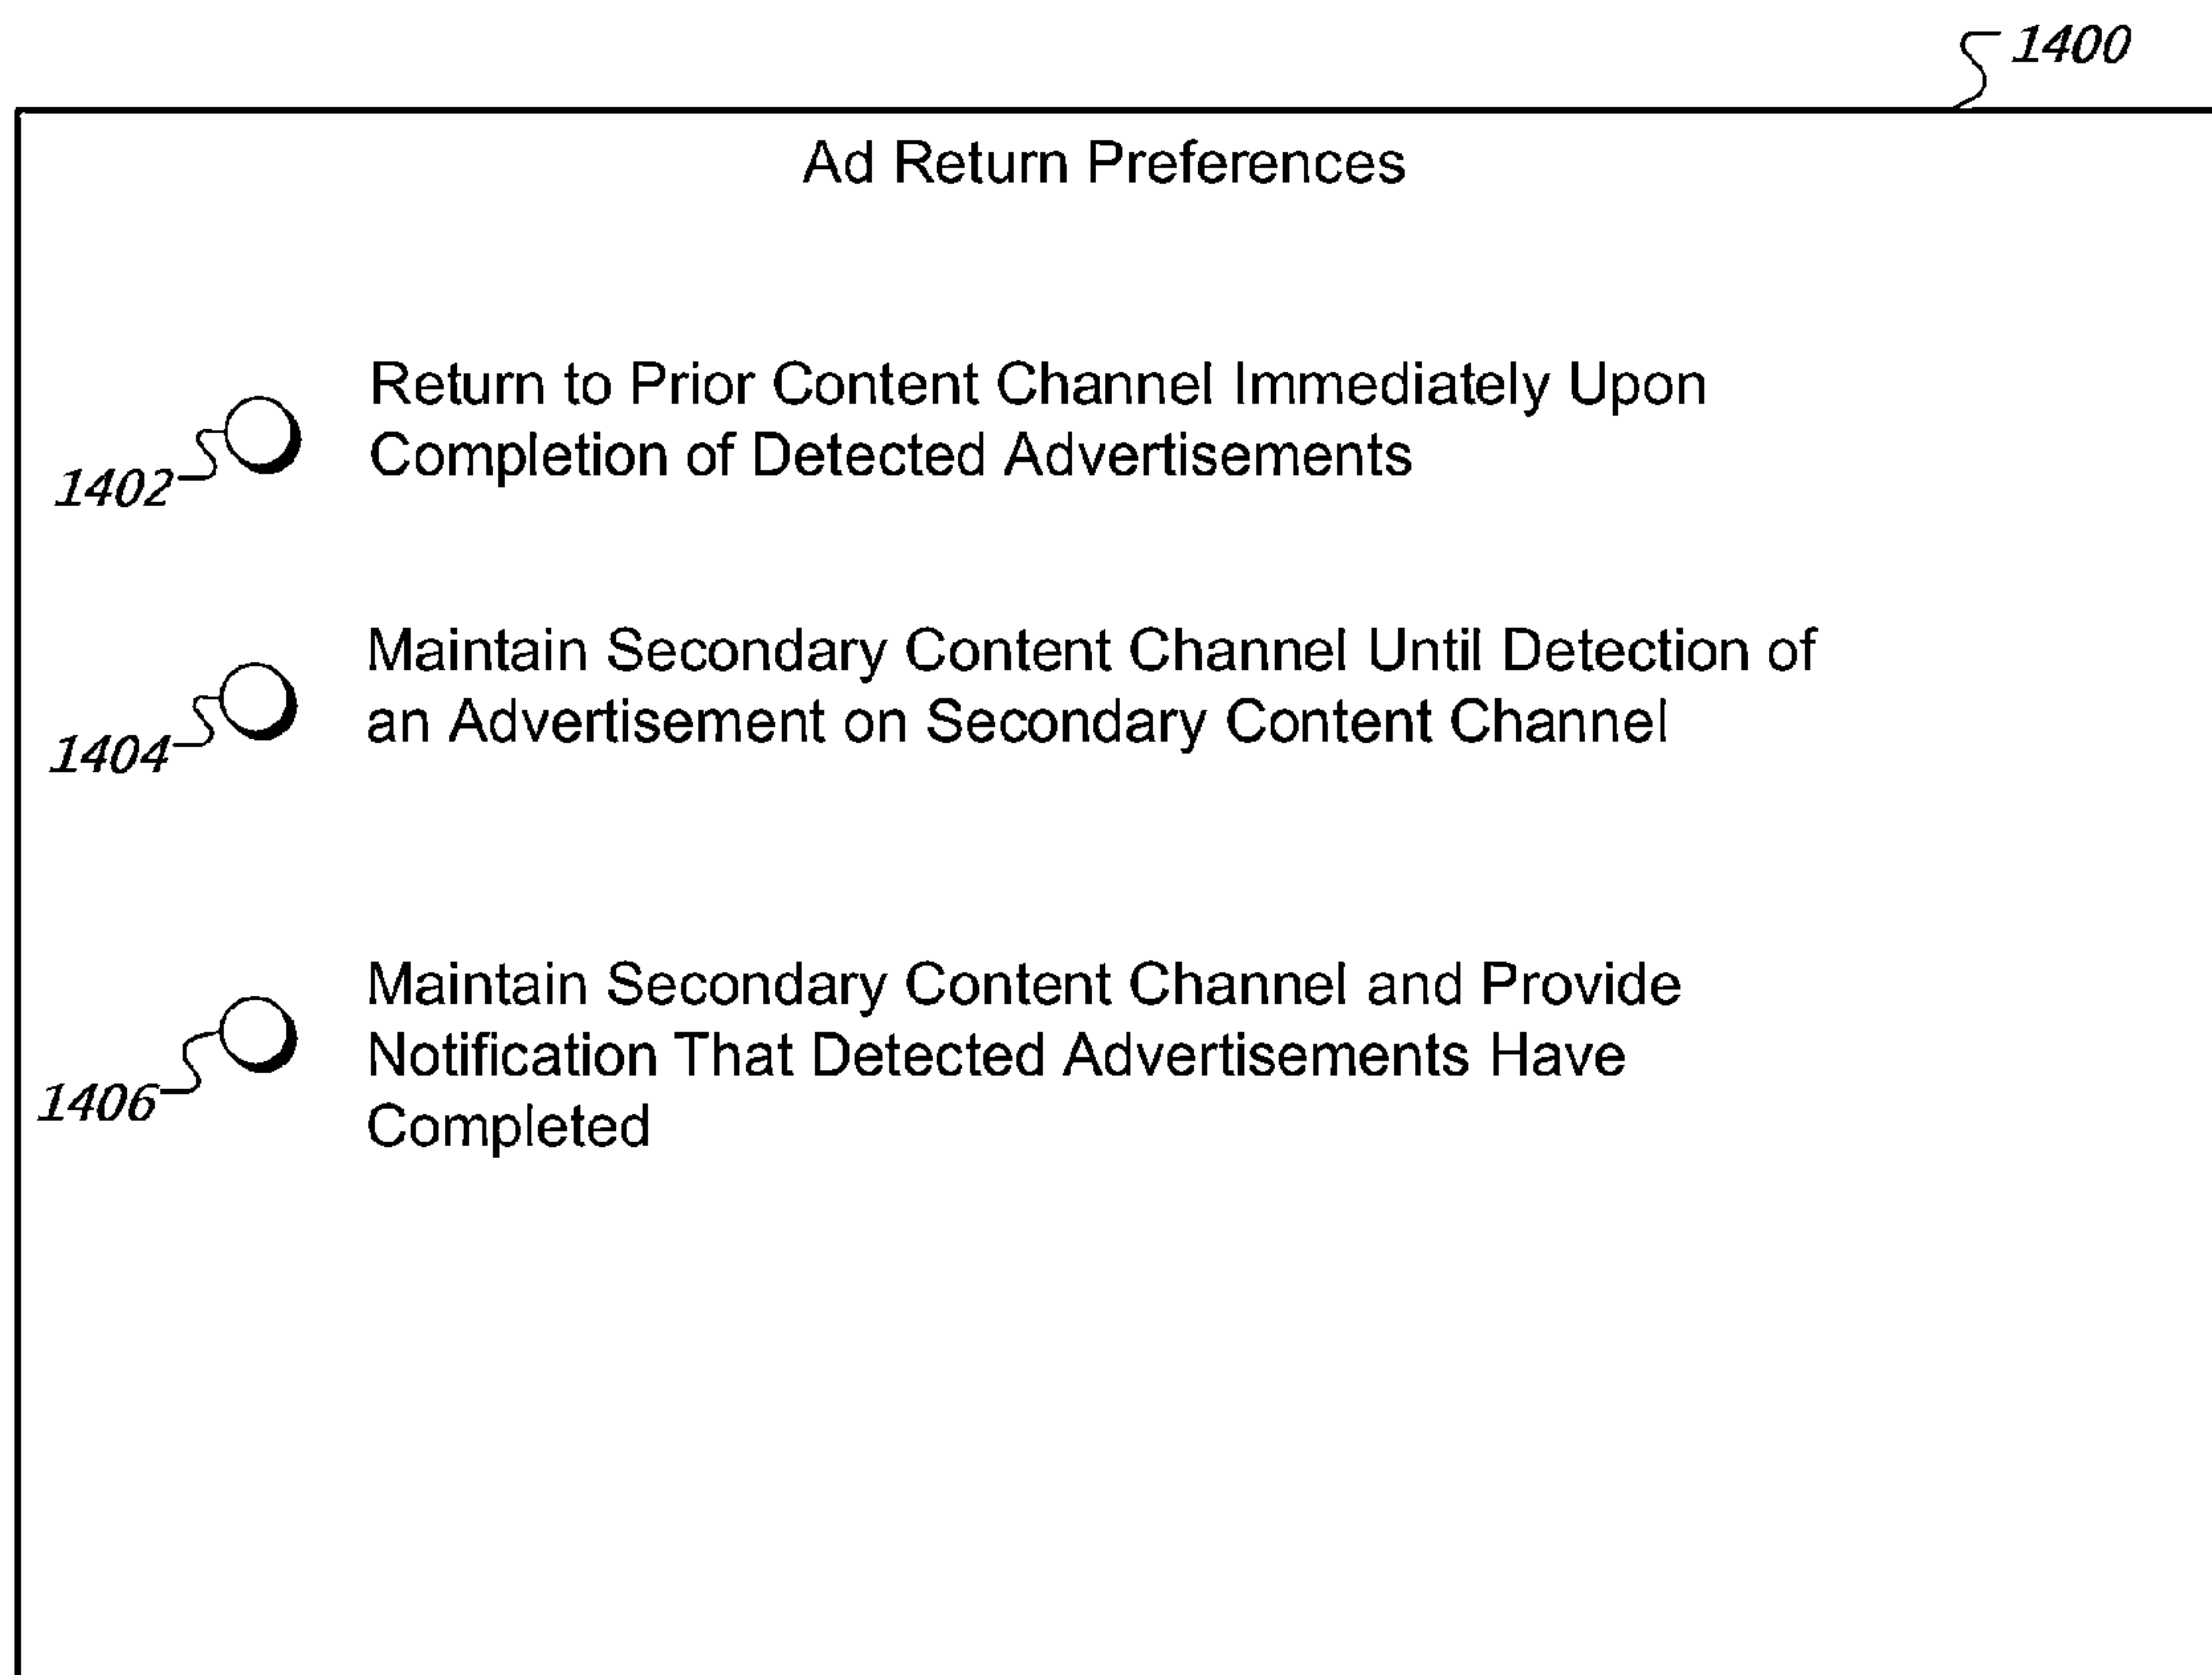 1400
Ad Return Preferences
Return to Prior Content Channel Immediately Upon
Completion of Detected Advertisements
1402
Maintain Secondary Content Channel Until Detection of
an Advertisement on Secondary Content Channel
1404
Maintain Secondary Content Channel and Provide
Notification That Detected Advertisements Have
Completed
1406